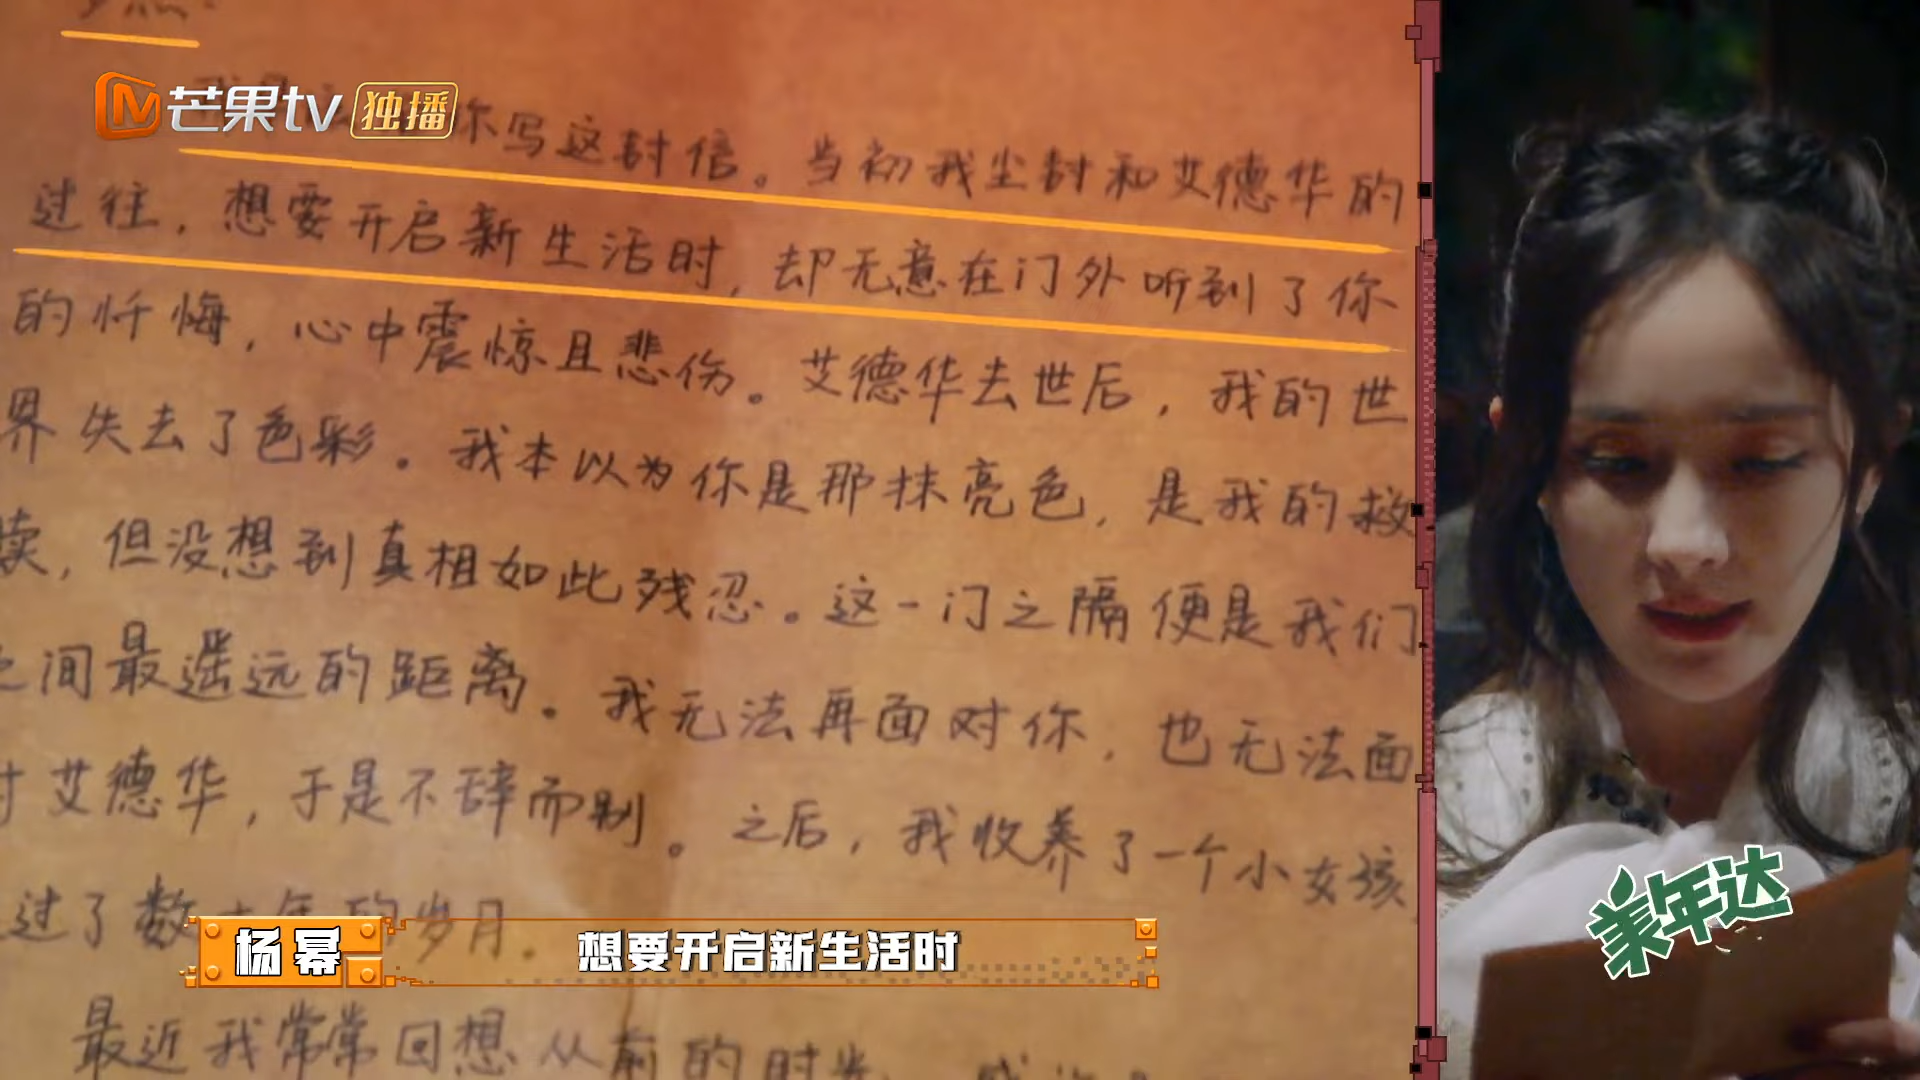 芒果tv 独播
你写这封信。当初我尘封和艾德华的
过往，想要开启新生活时，却无意在门外听到了你
的忏悔，心中震惊且悲伤。艾德华去世后，我的世
界失去了色彩。我本以为你是那抹亮色，是我的救
赎，但没想到真相如此残忍。这一门之隔便是我们
之间最遥远的距离。我无法再面对你，也无法面
对艾德华，于是不辞而别。之后，我收养了一个小女孩
过了数十年的岁月。
杨幂 想要开启新生活时
最近我常常回想从前的时光
美年达